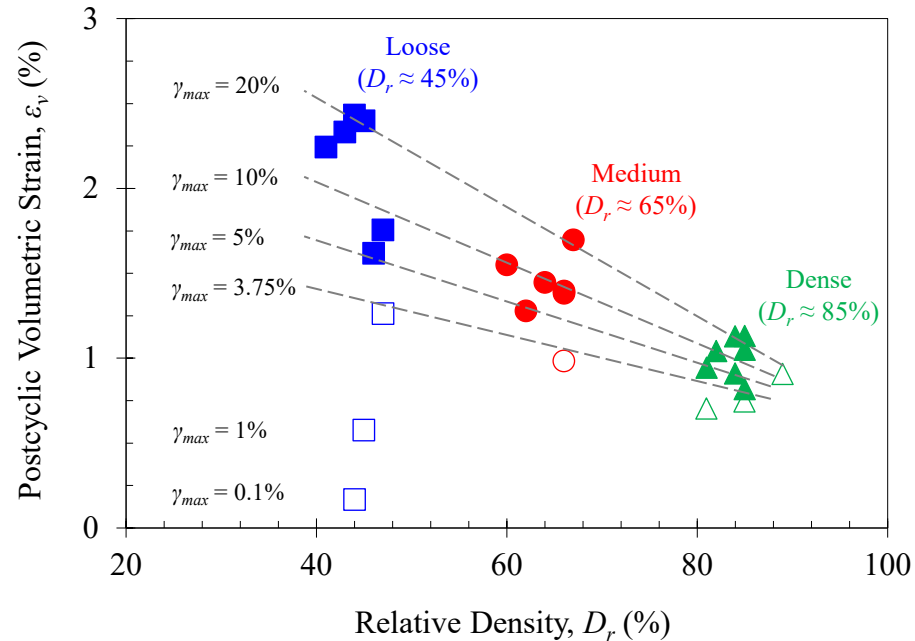 3
2
1
0
20
40
60
80
100
Postcyclic Volumetric Strain, εv (%)
Relative Density, Dr (%)
Loose
(Dr ≈ 45%)
Medium
(Dr ≈ 65%)
Dense
(Dr ≈ 85%)
γmax = 20%
γmax = 10%
γmax = 5%
γmax = 3.75%
γmax = 1%
γmax = 0.1%